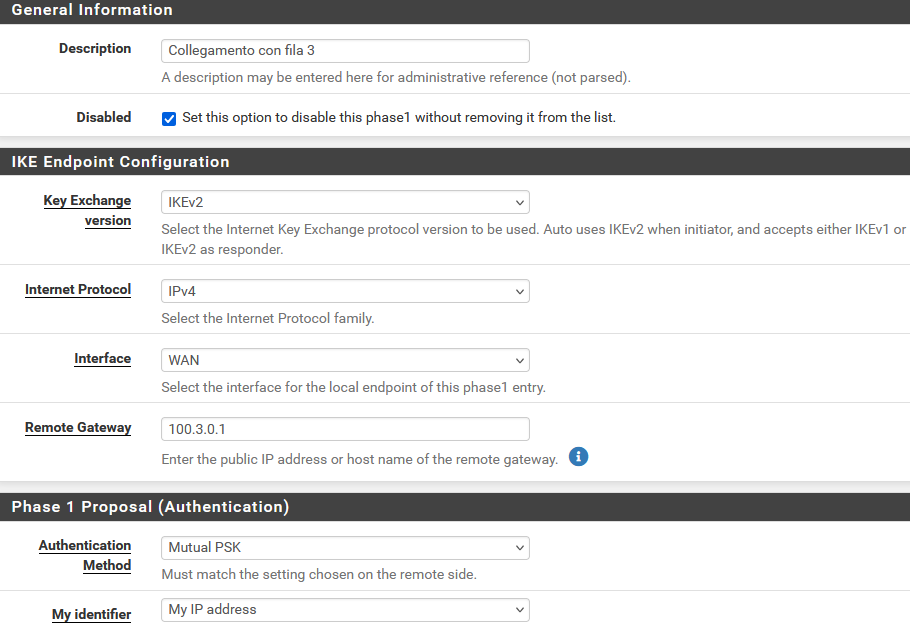 General Information
Description
Collegamento con fila 3
A description may be entered here for administrative reference (not parsed).
Disabled
Set this option to disable this phase1 without removing it from the list.
IKE Endpoint Configuration
Key Exchange
version
IKEv2
Select the Internet Key Exchange protocol version to be used. Auto uses IKEv2 when initiator, and accepts either IKEv1 or
IKEv2 as responder.
Internet Protocol
IPv4
Select the Internet Protocol family.
Interface
WAN
Select the interface for the local endpoint of this phase1 entry.
Remote Gateway
100.3.0.1
Enter the public IP address or host name of the remote gateway.
Phase 1 Proposal (Authentication)
Authentication
Method
Mutual PSK
Must match the setting chosen on the remote side.
My identifier
My IP address